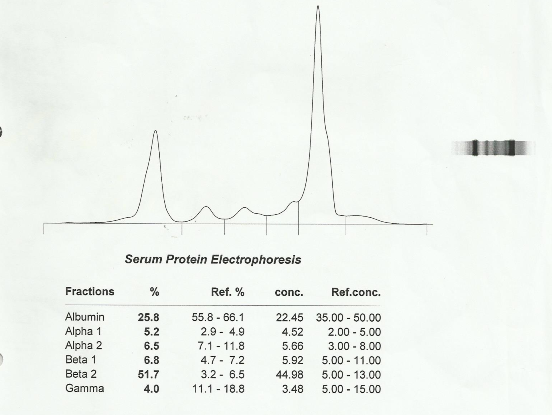 Serum Protein Electrophoresis
Fractions % Ref. % conc. Ref.conc.
Albumin 25.8 55.8 - 66.1 22.45 35.00 - 50.00
Alpha 1 5.2 2.9 - 4.9 4.52 2.00 - 5.00
Alpha 2 6.5 7.1 - 11.8 5.66 3.00 - 8.00
Beta 1 6.8 4.7 - 7.2 5.92 5.00 - 11.00
Beta 2 51.7 3.2 - 6.5 44.98 5.00 - 13.00
Gamma 4.0 11.1 - 18.8 3.48 5.00 - 15.00